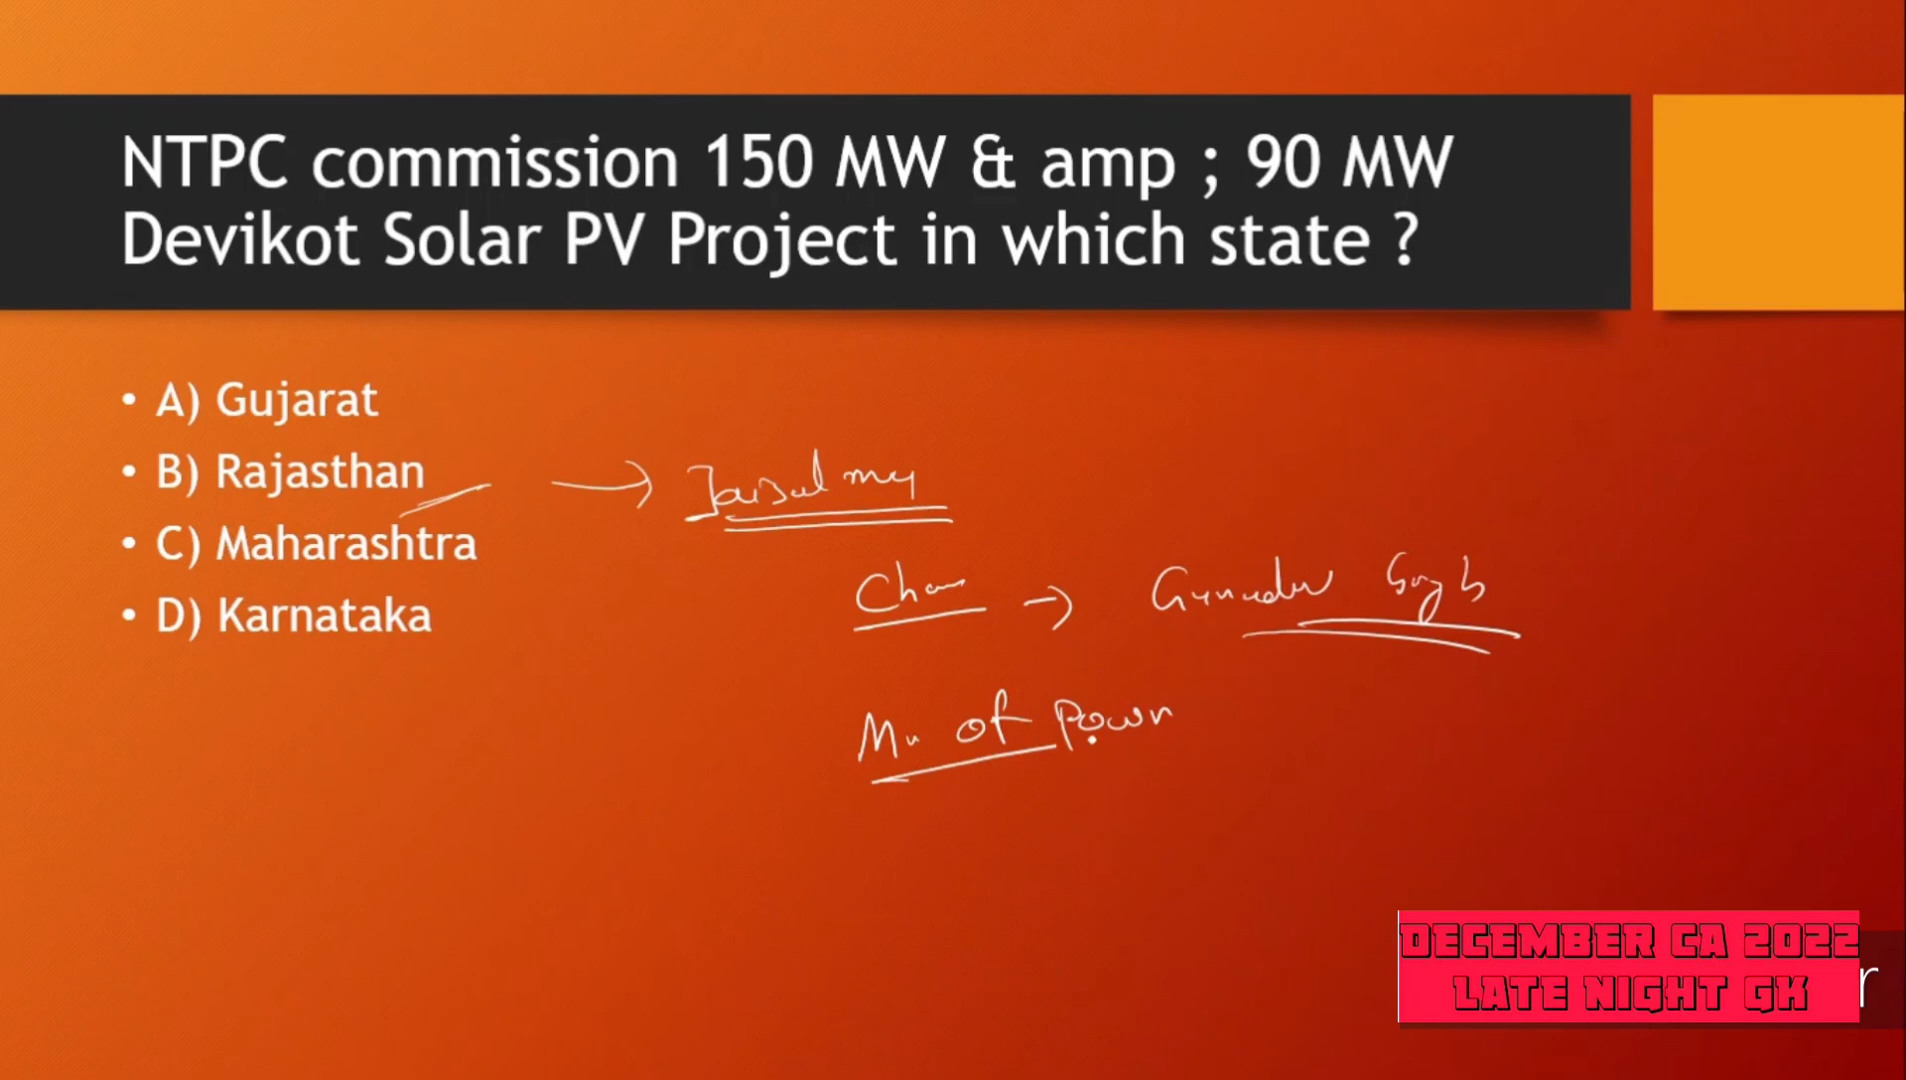 NTPC commission 150 MW & amp ; 90 MW
Devikot Solar PV Project in which state ?
• A) Gujarat
• B) Rajasthan
• C) Maharashtra
• D) Karnataka
→
→
of
DECEMBER CA 2022
LATE NIGHT GK
r